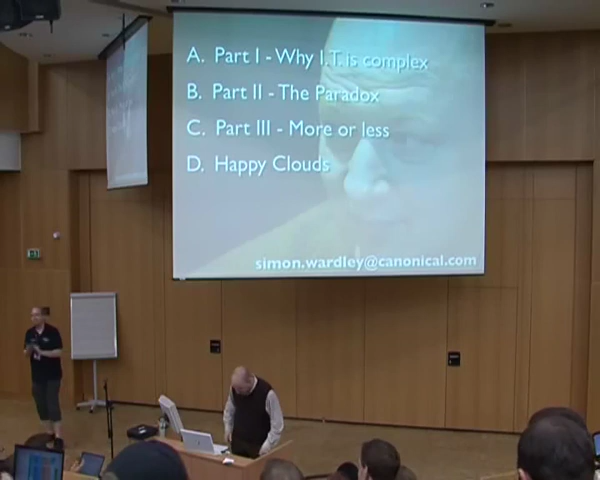 A. Part I - Why I.T. is complex
B. Part II - The Paradox
C. Part III - More or less
D. Happy Clouds
simon.wardley@canonical.com